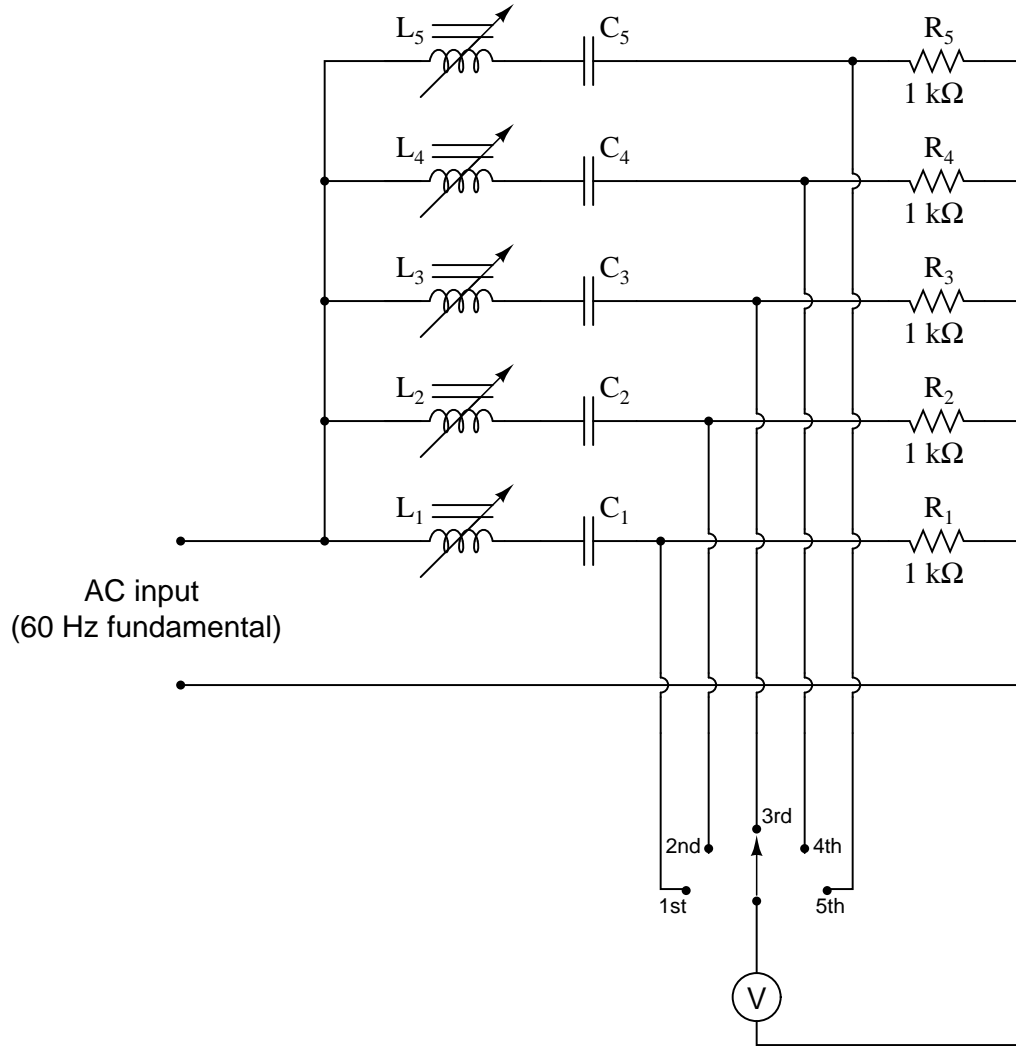 L5 C5 R5
1 kΩ
L4 C4 R4
1 kΩ
L3 C3 R3
1 kΩ
L2 C2 R2
1 kΩ
L1 C1 R1
1 kΩ
AC input
(60 Hz fundamental)
3rd
2nd 4th
1st 5th
V